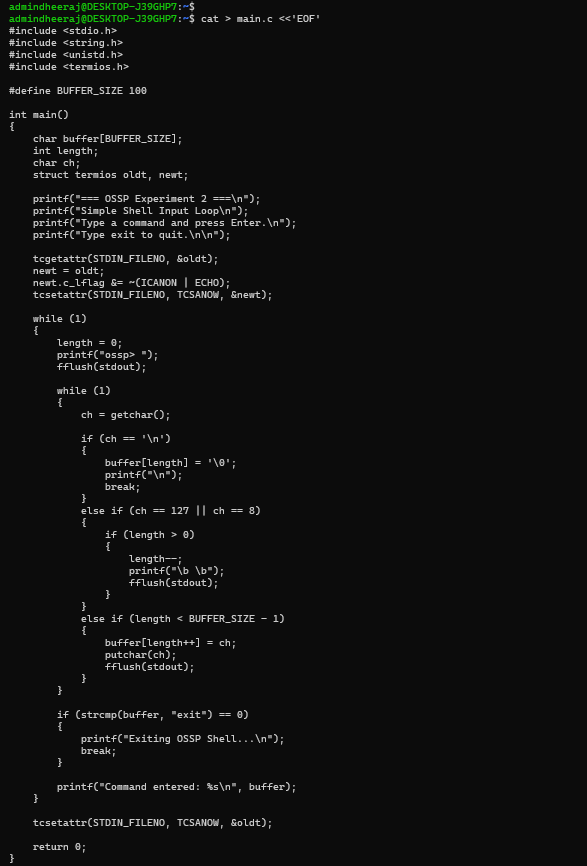 admindheeraj@DESKTOP-J39GHP7:~$
admindheeraj@DESKTOP-J39GHP7:~$ cat > main.c <<'EOF'
#include <stdio.h>
#include <string.h>
#include <unistd.h>
#include <termios.h>

#define BUFFER_SIZE 100

int main()
{
    char buffer[BUFFER_SIZE];
    int length;
    char ch;
    struct termios oldt, newt;

    printf("=== OSSP Experiment 2 ===\n");
    printf("Simple Shell Input Loop\n");
    printf("Type a command and press Enter.\n");
    printf("Type exit to quit.\n\n");

    tcgetattr(STDIN_FILENO, &oldt);
    newt = oldt;
    newt.c_lflag &= ~(ICANON | ECHO);
    tcsetattr(STDIN_FILENO, TCSANOW, &newt);

    while (1)
    {
        length = 0;
        printf("ossp> ");
        fflush(stdout);

        while (1)
        {
            ch = getchar();

            if (ch == '\n')
            {
                buffer[length] = '\0';
                printf("\n");
                break;
            }
            else if (ch == 127 || ch == 8)
            {
                if (length > 0)
                {
                    length--;
                    printf("\b \b");
                    fflush(stdout);
                }
            }
            else if (length < BUFFER_SIZE - 1)
            {
                buffer[length++] = ch;
                putchar(ch);
                fflush(stdout);
            }
        }

        if (strcmp(buffer, "exit") == 0)
        {
            printf("Exiting OSSP Shell...\n");
            break;
        }

        printf("Command entered: %s\n", buffer);
    }

    tcsetattr(STDIN_FILENO, TCSANOW, &oldt);

    return 0;
}